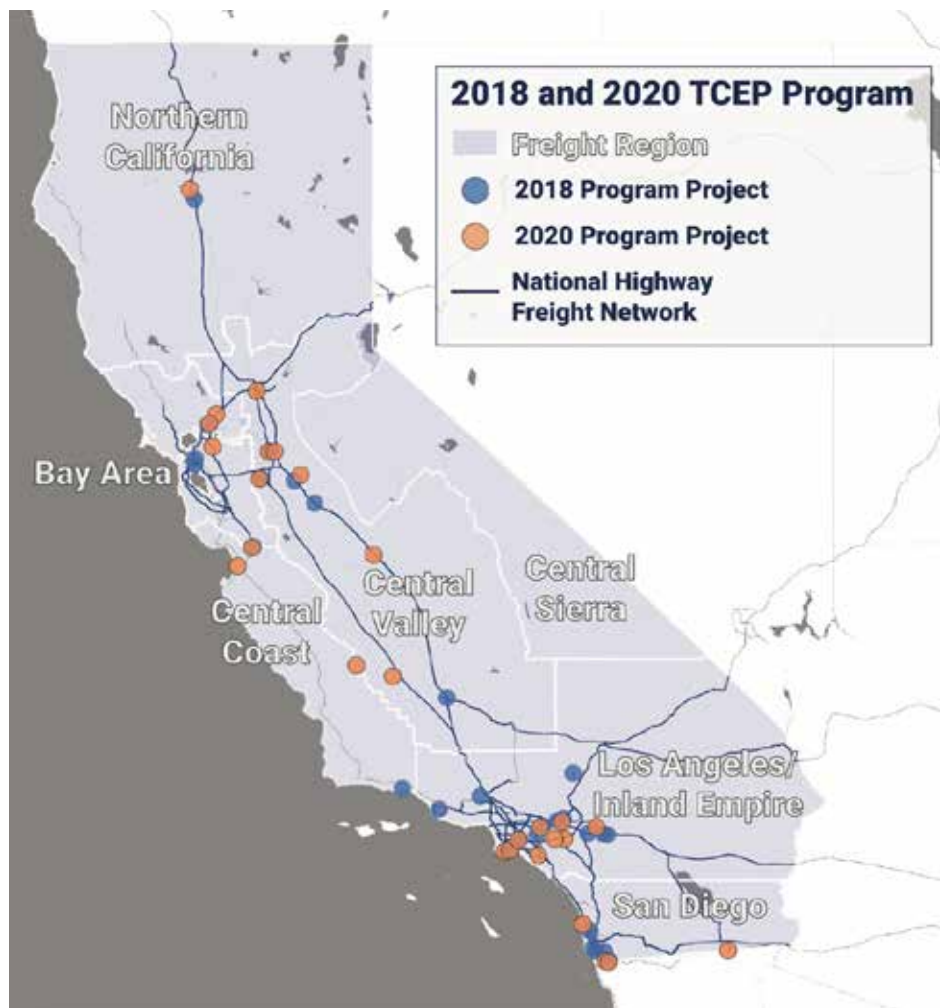 2018 and 2020 TCEP Program
Freight Region
2018 Program Project
2020 Program Project
National Highway
Freight Network
Northern
California
Bay Area
Central
Coast
Central
Valley
Central
Sierra
Los Angeles/
Inland Empire
San Diego